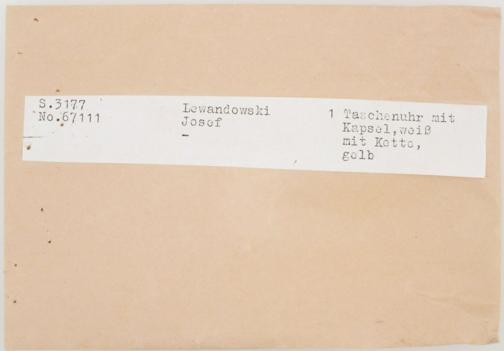 S.3177
No.67111
Lewandowski
Josef
-
1 Taschenuhr mit
Kapsel,weiß
mit Kette,
gelb